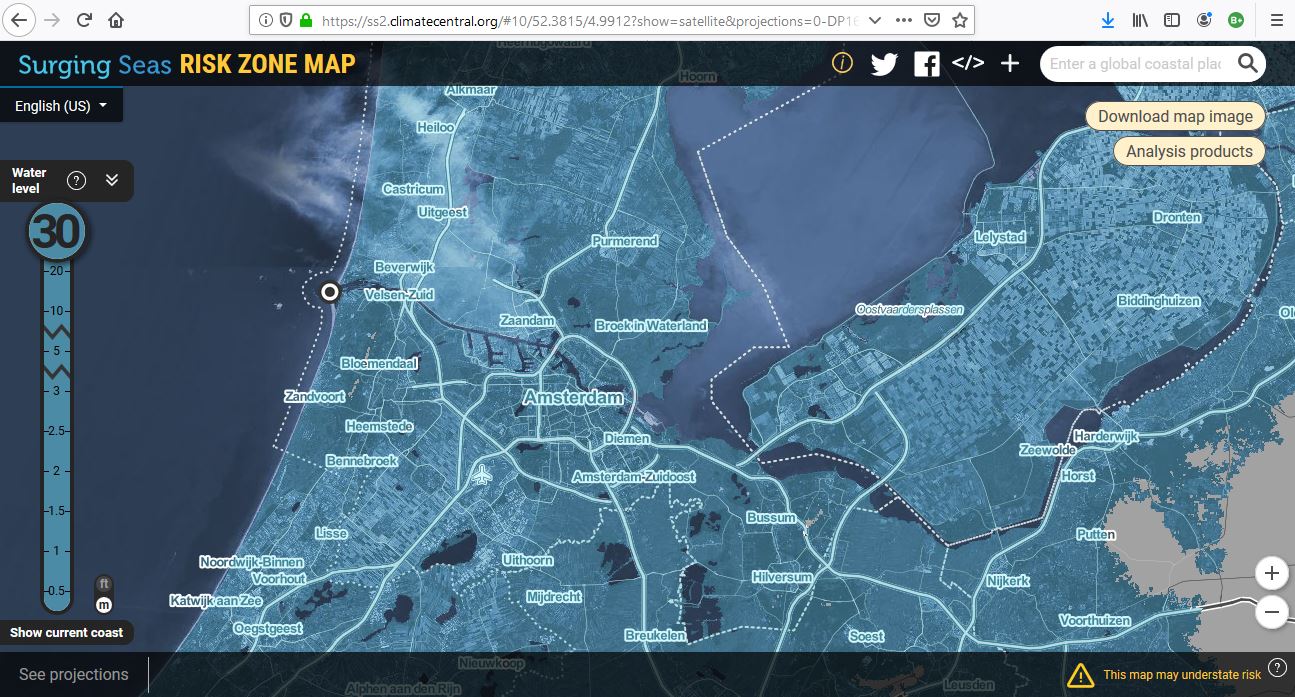 https://ss2.climatecentral.org/#10/52.3815/4.9912?show=satellite&projections=0-DP16
B+
Surging Seas RISK ZONE MAP
</>
Enter a global coastal plac
English (US)
Download map image
Analysis products
Water
level
?
30
20
10
5
3
2.5
2
1.5
1
0.5
ft
m
Show current coast
See projections
This map may understate risk
?
Heerhugowaard
Hoorn
Alkmaar
Heiloo
Castricum
Uitgeest
Purmerend
Dronten
Lelystad
Beverwijk
Velsen-Zuid
Biddinghuizen
Oostvaardersplassen
Ol
Zaandam
Broek in Waterland
Bloemendaal
Zandvoort
Amsterdam
Heemstede
Diemen
Harderwijk
Zeewolde
Bennebroek
Amsterdam-Zuidoost
Horst
Bussum
Lisse
Putten
Noordwijk-Binnen
Uithoorn
Voorhout
Hilversum
Nijkerk
Katwijk aan Zee
Mijdrecht
Oegstgeest
Breukelen
Soest
Voorthuizen
Nieuwkoop
Alphen aan den Rijn
Leusden